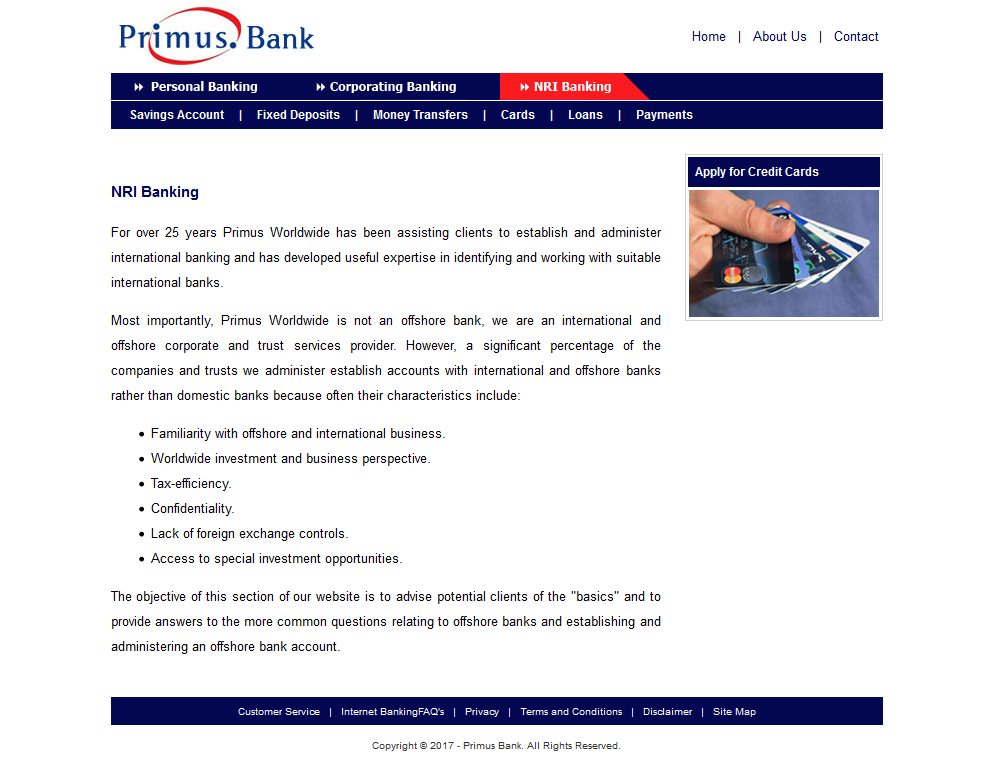 Primus. Bank
Home | About Us | Contact
Personal Banking Corporating Banking NRI Banking
Savings Account | Fixed Deposits | Money Transfers | Cards | Loans | Payments
Apply for Credit Cards
NRI Banking
For over 25 years Primus Worldwide has been assisting clients to establish and administer
international banking and has developed useful expertise in identifying and working with suitable
international banks.
Most importantly, Primus Worldwide is not an offshore bank, we are an international and
offshore corporate and trust services provider. However, a significant percentage of the
companies and trusts we administer establish accounts with international and offshore banks
rather than domestic banks because often their characteristics include:
• Familiarity with offshore and international business.
• Worldwide investment and business perspective.
• Tax-efficiency.
• Confidentiality.
• Lack of foreign exchange controls.
• Access to special investment opportunities.
The objective of this section of our website is to advise potential clients of the "basics" and to
provide answers to the more common questions relating to offshore banks and establishing and
administering an offshore bank account.
Customer Service | Internet BankingFAQ's | Privacy | Terms and Conditions | Disclaimer | Site Map
Copyright © 2017 - Primus Bank. All Rights Reserved.